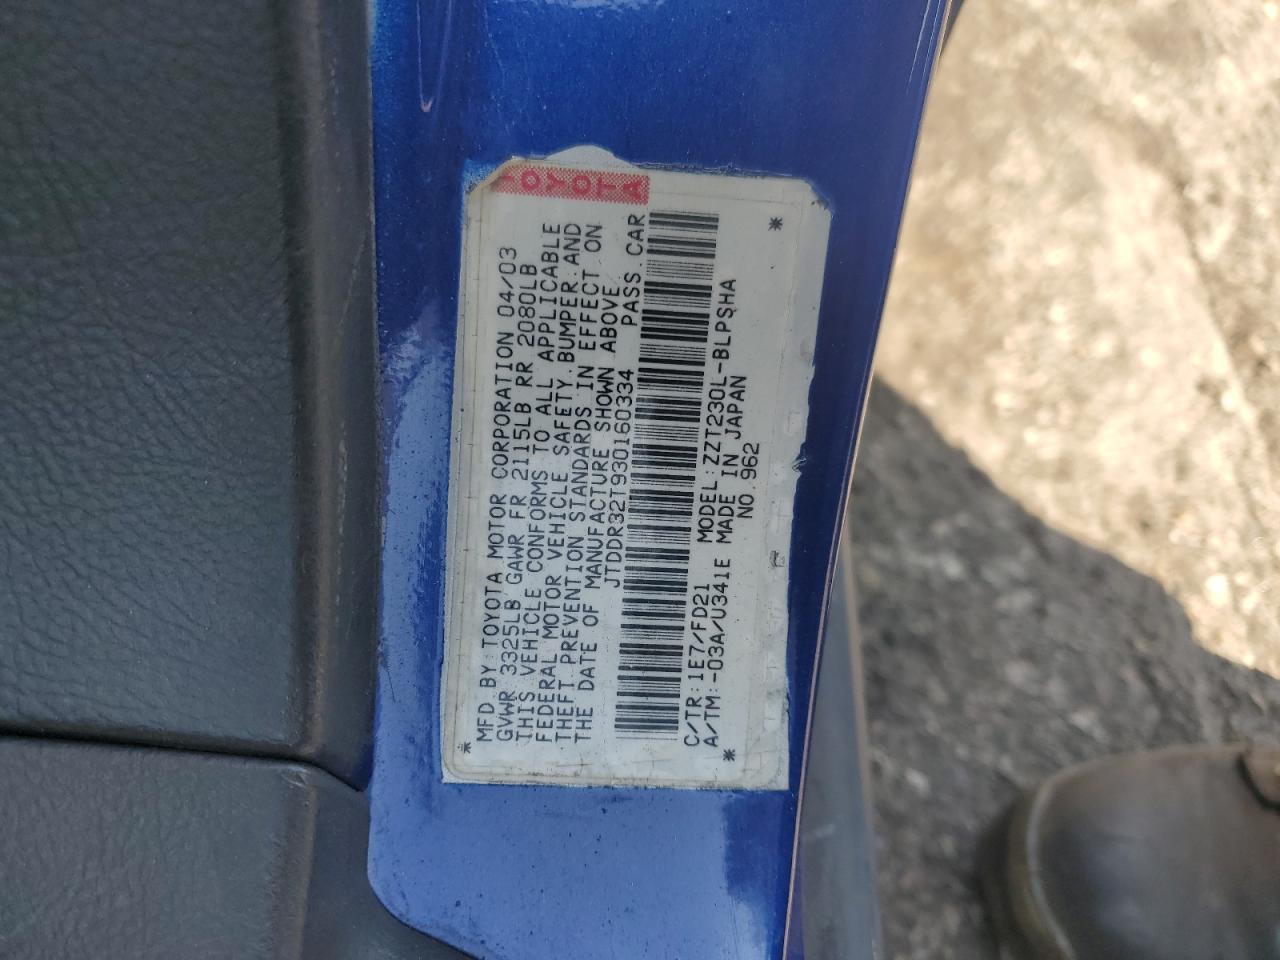 TOYOTA
MFD. BY: TOYOTA MOTOR CORPORATION 04/03
GVWR 3325LB GAWR FR 2115LB RR 2080LB
THIS VEHICLE CONFORMS TO ALL APPLICABLE
FEDERAL MOTOR VEHICLE SAFETY, BUMPER, AND
THEFT PREVENTION STANDARDS IN EFFECT ON
THE DATE OF MANUFACTURE SHOWN ABOVE.
JTDDR32T930160334 PASS. CAR
C/TR: 1E7/FD21 MODEL: ZZT230L-BLPSHA
A/TM: -03A/U341E MADE IN JAPAN
NO. 962